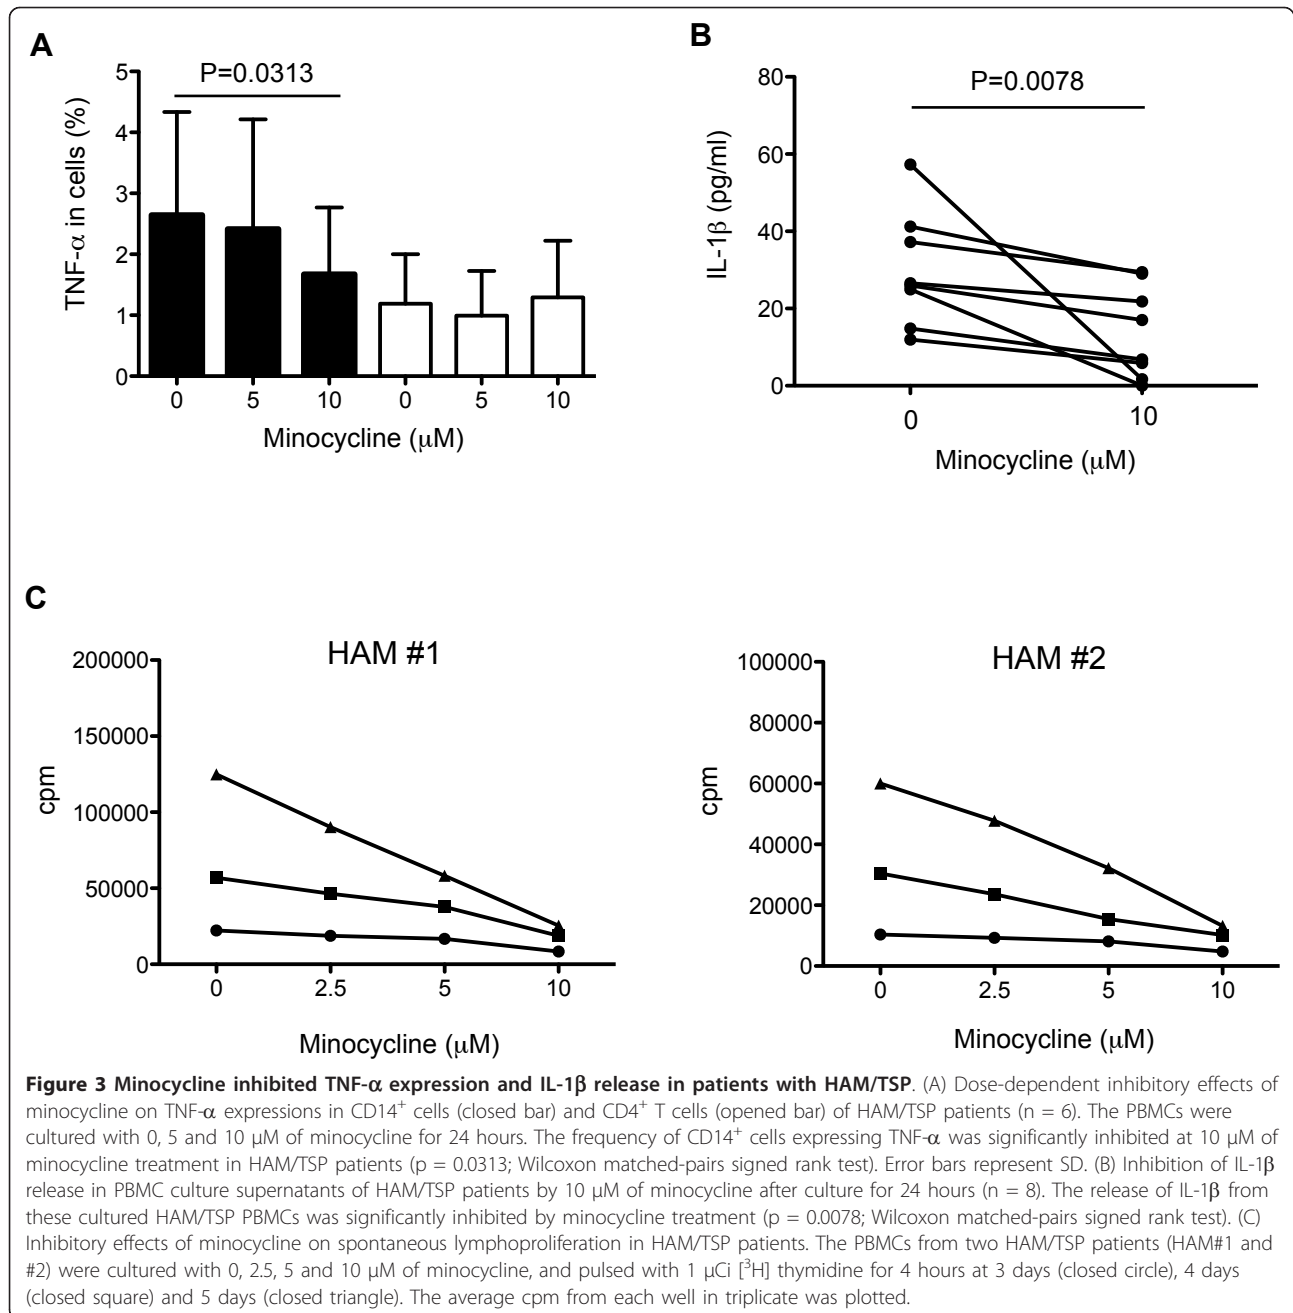 A
P=0.0313
TNF-α in cells (%)
5
4
3
2
1
0
0 5 10 0 5 10
Minocycline (μM)
B
P=0.0078
IL-1β (pg/ml)
80
60
40
20
0
0 10
Minocycline (μM)
C
HAM #1
cpm
200000
150000
100000
50000
0
0 2.5 5 10
Minocycline (μM)
HAM #2
cpm
100000
80000
60000
40000
20000
0
0 2.5 5 10
Minocycline (μM)
Figure 3 Minocycline inhibited TNF-α expression and IL-1β release in patients with HAM/TSP. (A) Dose-dependent inhibitory effects of
minocycline on TNF-α expressions in CD14⁺ cells (closed bar) and CD4⁺ T cells (opened bar) of HAM/TSP patients (n = 6). The PBMCs were
cultured with 0, 5 and 10 μM of minocycline for 24 hours. The frequency of CD14⁺ cells expressing TNF-α was significantly inhibited at 10 μM of
minocycline treatment in HAM/TSP patients (p = 0.0313; Wilcoxon matched-pairs signed rank test). Error bars represent SD. (B) Inhibition of IL-1β
release in PBMC culture supernatants of HAM/TSP patients by 10 μM of minocycline after culture for 24 hours (n = 8). The release of IL-1β from
these cultured HAM/TSP PBMCs was significantly inhibited by minocycline treatment (p = 0.0078; Wilcoxon matched-pairs signed rank test). (C)
Inhibitory effects of minocycline on spontaneous lymphoproliferation in HAM/TSP patients. The PBMCs from two HAM/TSP patients (HAM#1 and
#2) were cultured with 0, 2.5, 5 and 10 μM of minocycline, and pulsed with 1 μCi [³H] thymidine for 4 hours at 3 days (closed circle), 4 days
(closed square) and 5 days (closed triangle). The average cpm from each well in triplicate was plotted.